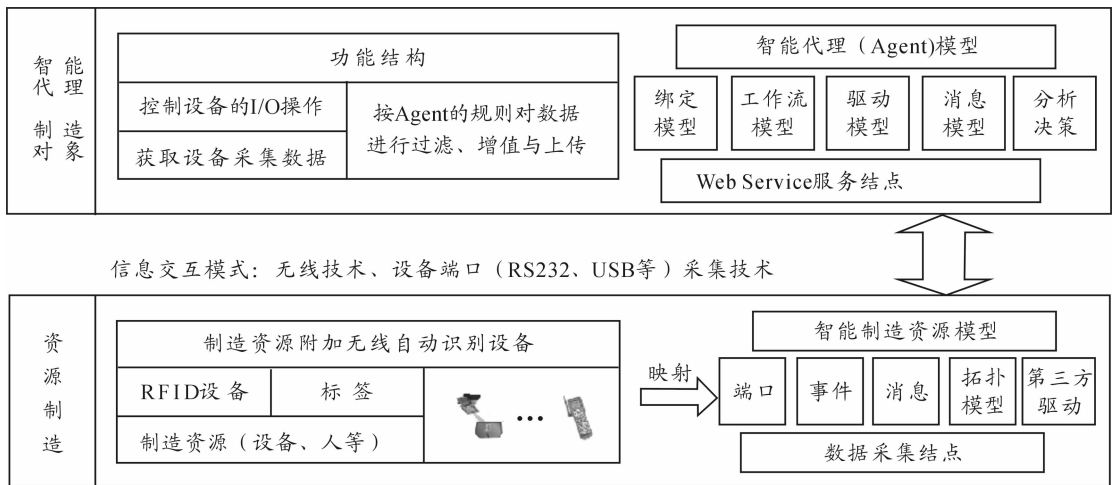 智能
代理
制造
对象
功能结构
控制设备的I/O操作
获取设备采集数据
按Agent的规则对数据
进行过滤、增值与上传
智能代理（Agent)模型
绑定
模型
工作流
模型
驱动
模型
消息
模型
分析
决策
Web Service服务结点
信息交互模式：无线技术、设备端口（RS232、USB等）采集技术
资
源
制
造
制造资源附加无线自动识别设备
RFID设备
标签
制造资源（设备、人等）
•••
映射
智能制造资源模型
端口
事件
消息
拓扑
模型
第三方
驱动
数据采集结点